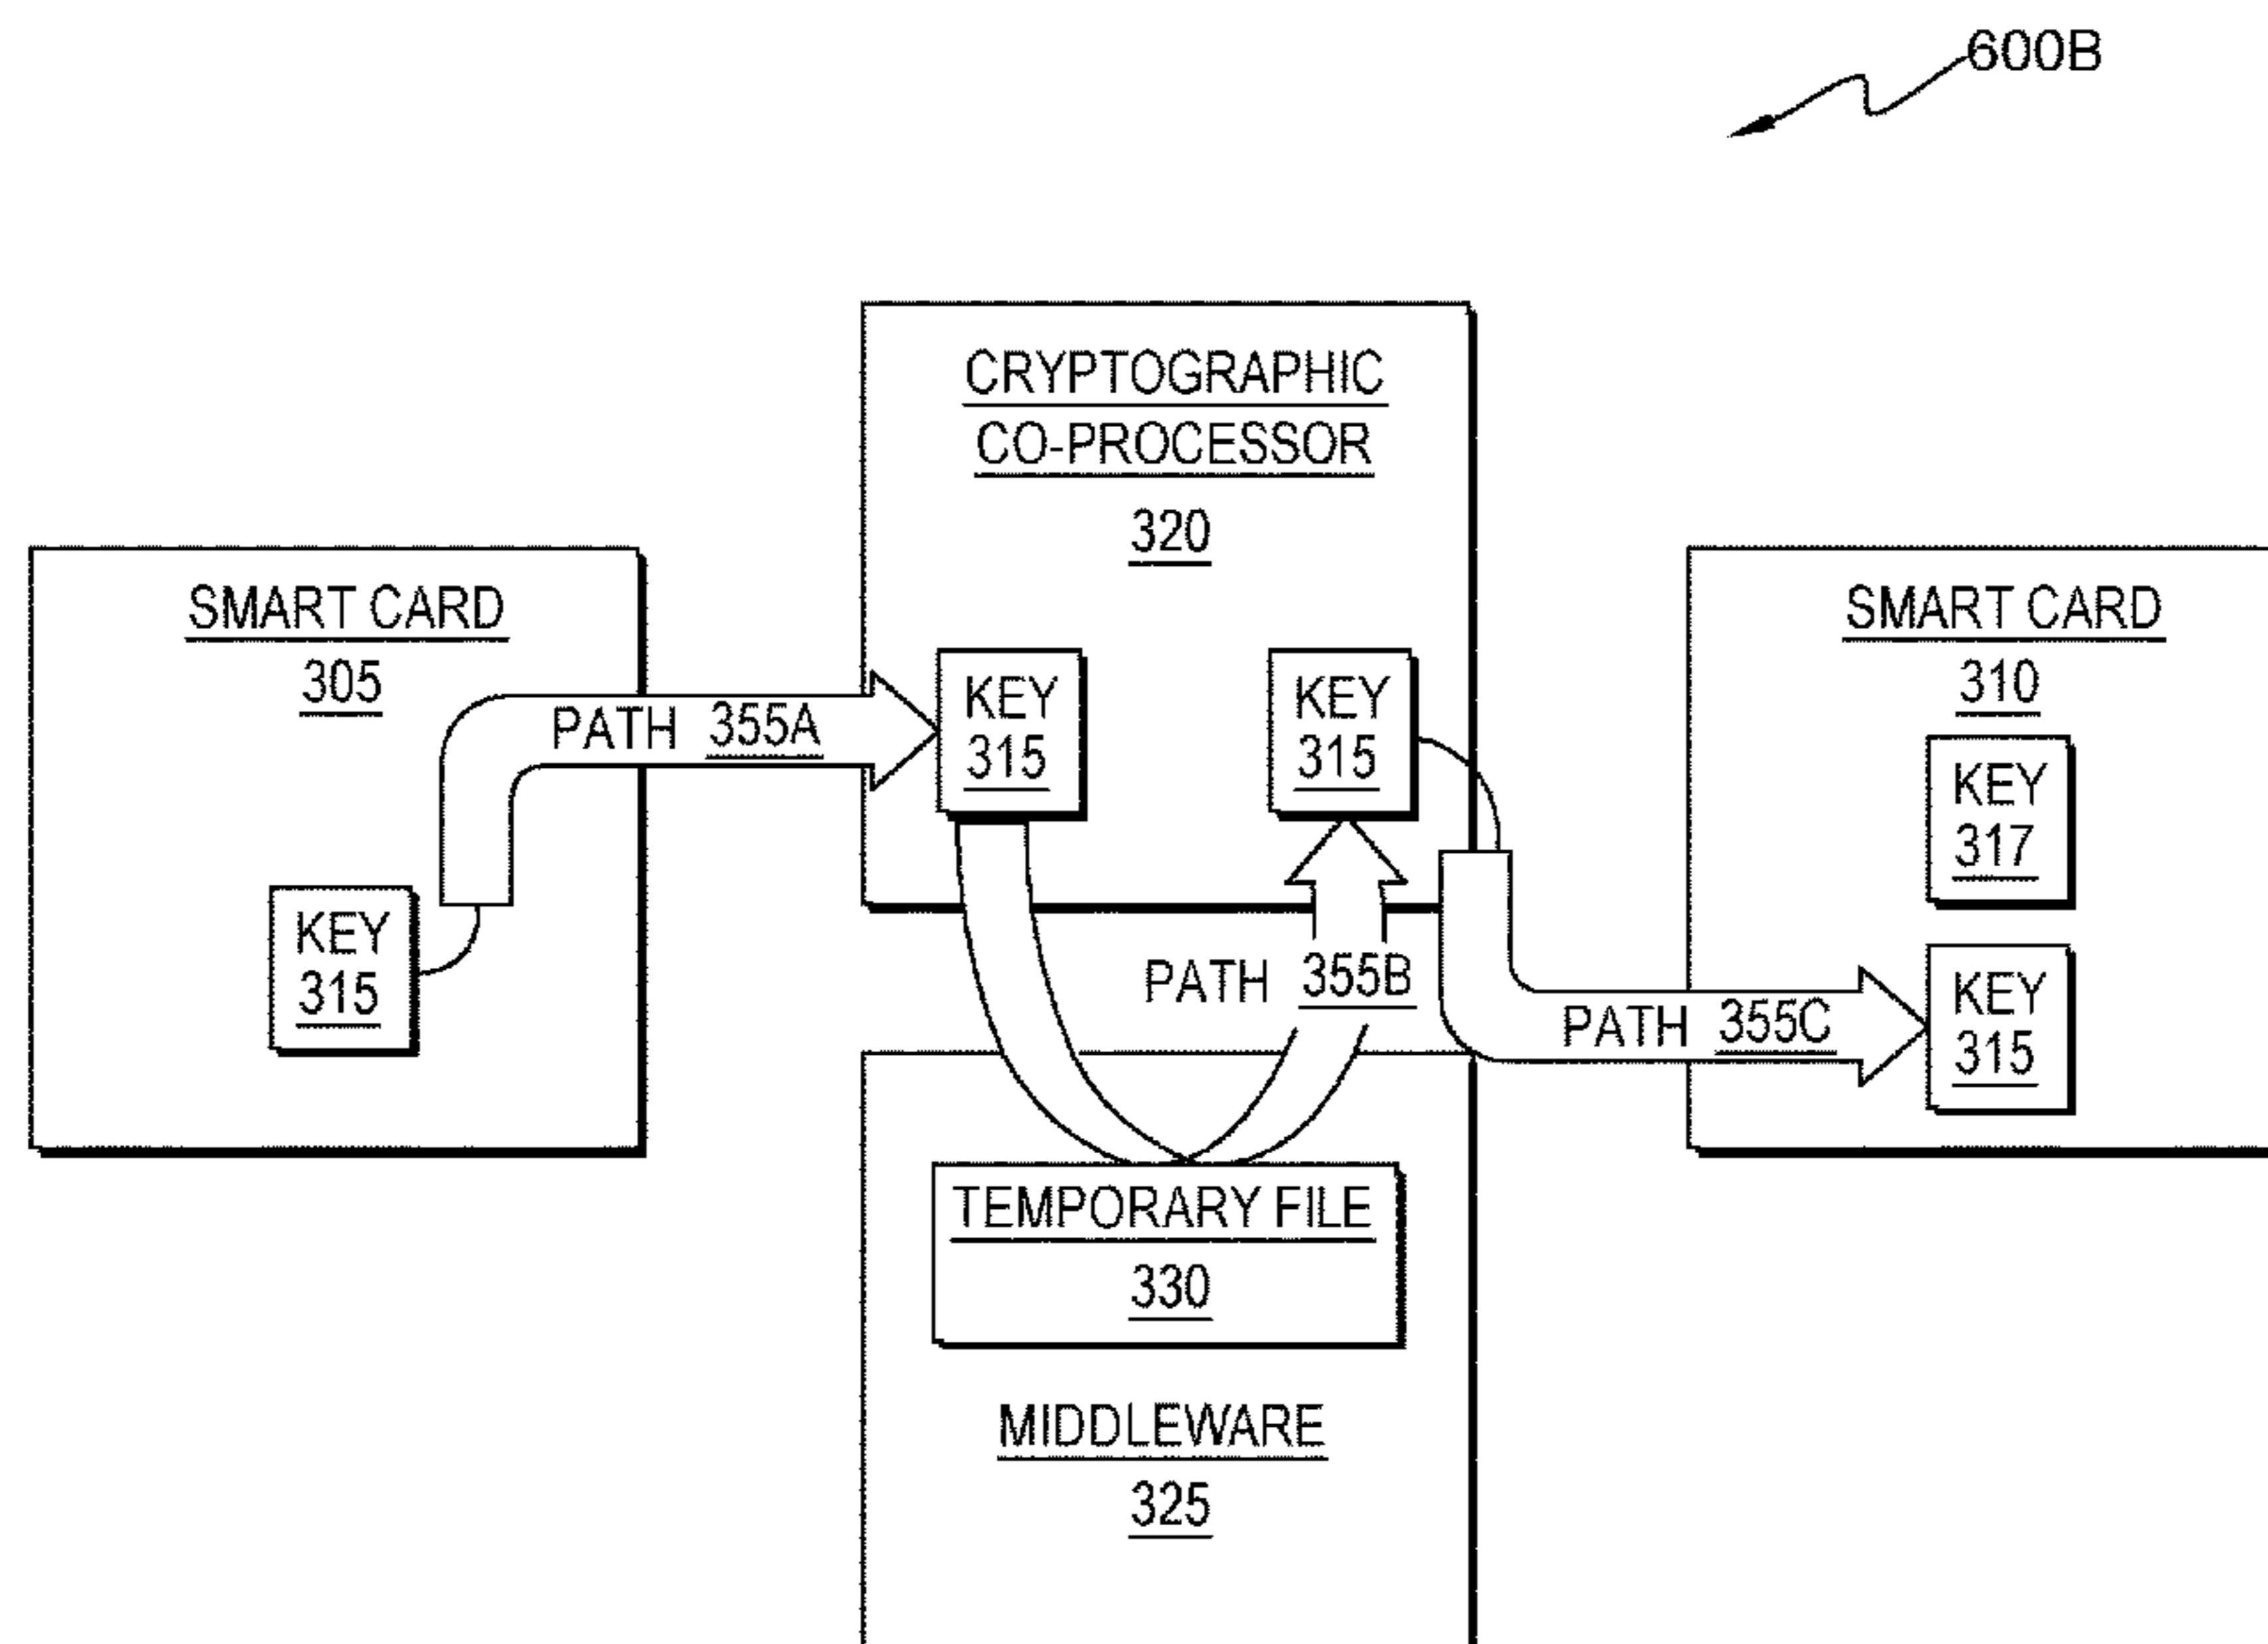 600B
CRYPTOGRAPHIC
CO-PROCESSOR
320
SMART CARD
305
PATH 355A
KEY
315
KEY
315
KEY
315
SMART CARD
310
KEY
317
PATH 355B
PATH 355C
KEY
315
TEMPORARY FILE
330
MIDDLEWARE
325